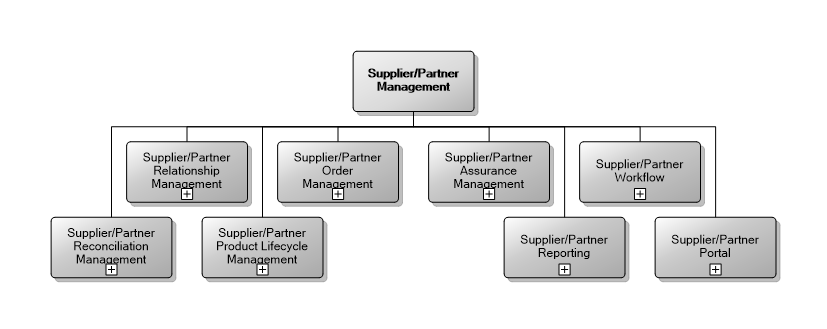 Supplier/Partner
Management
Supplier/Partner
Relationship
Management
Supplier/Partner
Order
Management
Supplier/Partner
Assurance
Management
Supplier/Partner
Workflow
Supplier/Partner
Reconciliation
Management
Supplier/Partner
Product Lifecycle
Management
Supplier/Partner
Reporting
Supplier/Partner
Portal